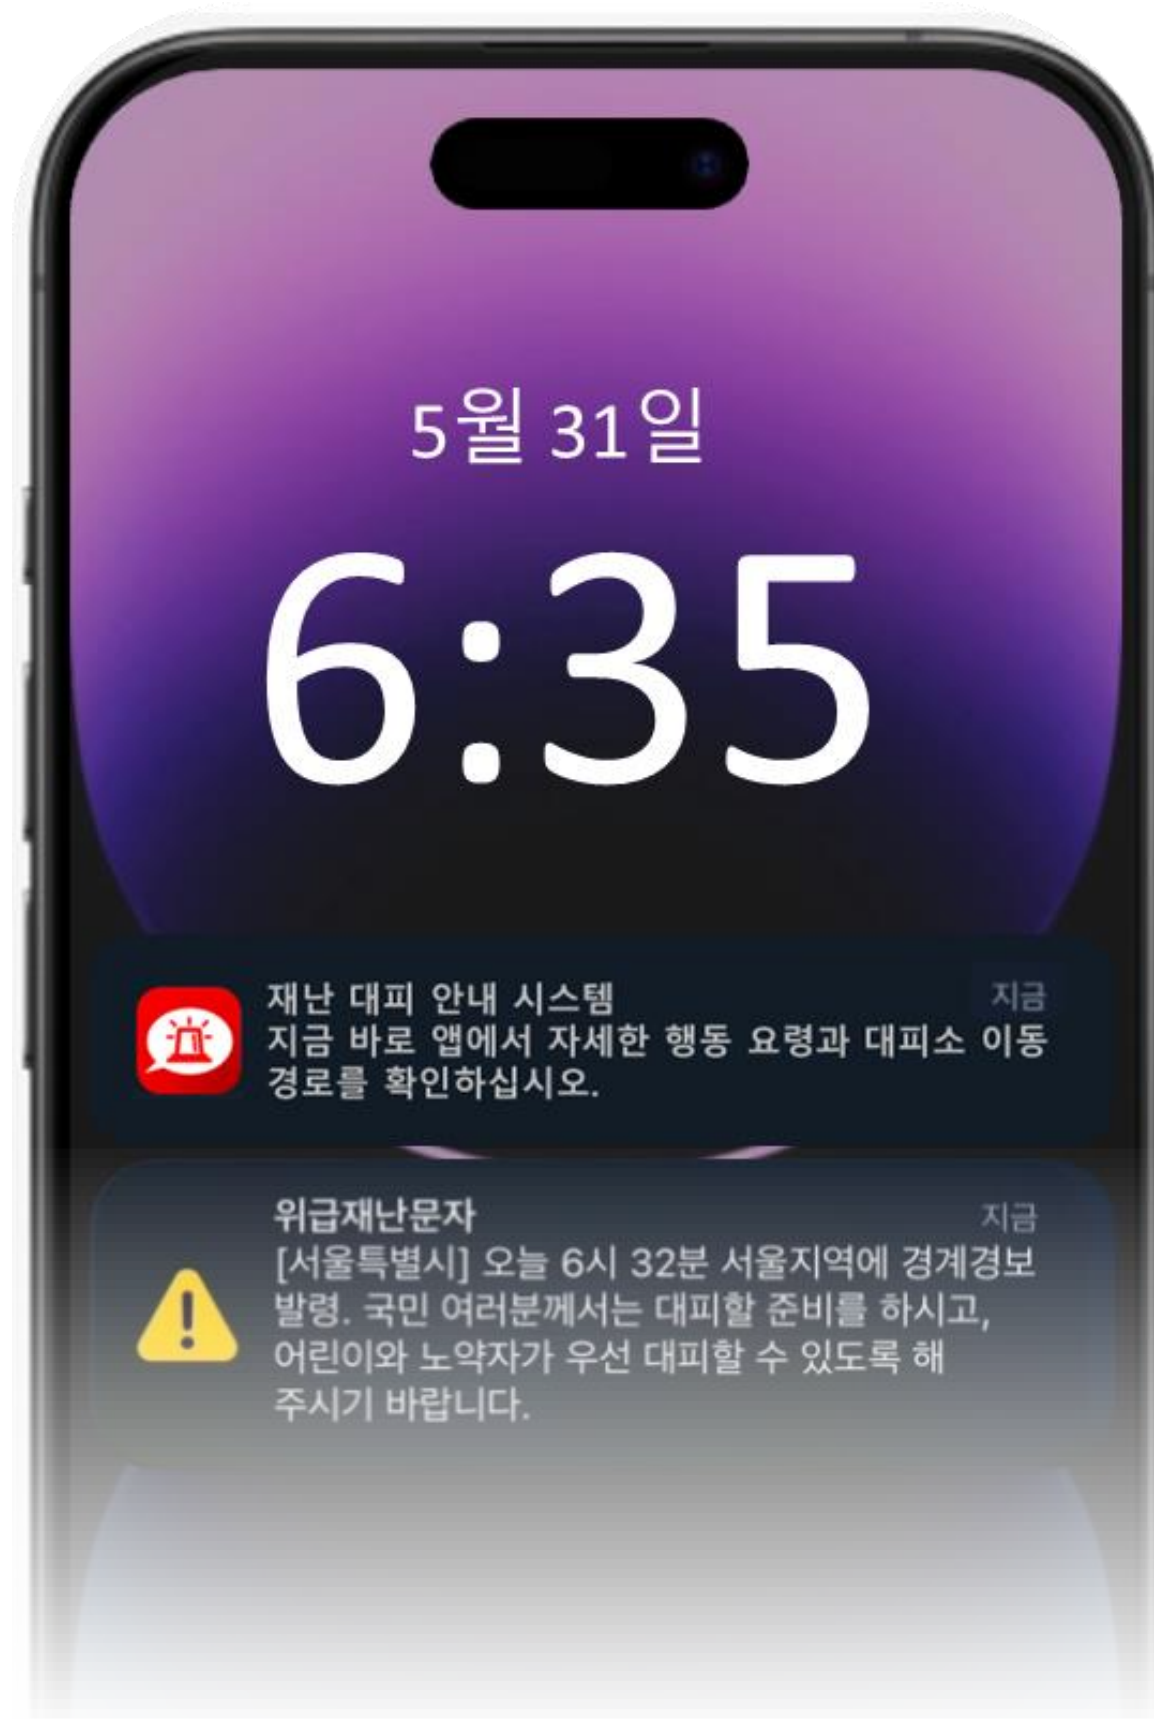 5월 31일
6:35
재난 대피 안내 시스템 지금
지금 바로 앱에서 자세한 행동 요령과 대피소 이동
경로를 확인하십시오.
위급재난문자 지금
[서울특별시] 오늘 6시 32분 서울지역에 경계경보
발령. 국민 여러분께서는 대피할 준비를 하시고,
어린이와 노약자가 우선 대피할 수 있도록 해
주시기 바랍니다.